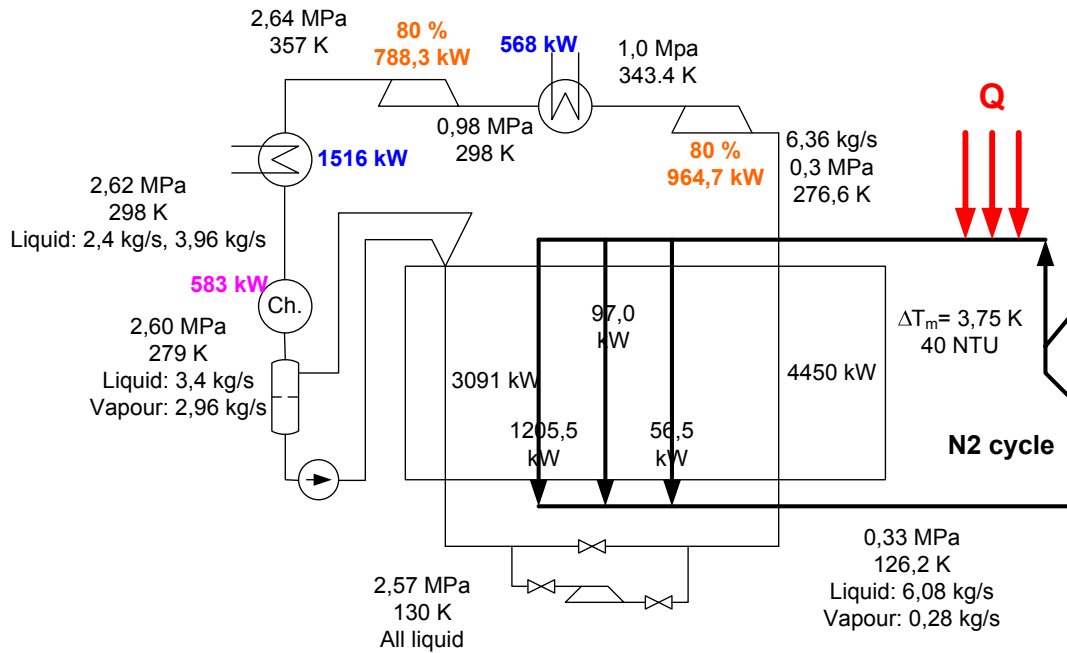 2,64 MPa
357 K
80 %
788,3 kW
568 kW
1,0 Mpa
343.4 K
Q
0,98 MPa
298 K
80 %
964,7 kW
6,36 kg/s
0,3 MPa
276,6 K
1516 kW
2,62 MPa
298 K
Liquid: 2,4 kg/s, 3,96 kg/s
583 kW
Ch.
2,60 MPa
279 K
Liquid: 3,4 kg/s
Vapour: 2,96 kg/s
97,0
kW
3091 kW
4450 kW
ΔTm= 3,75 K
40 NTU
1205,5
kW
56,5
kW
N2 cycle
2,57 MPa
130 K
All liquid
0,33 MPa
126,2 K
Liquid: 6,08 kg/s
Vapour: 0,28 kg/s